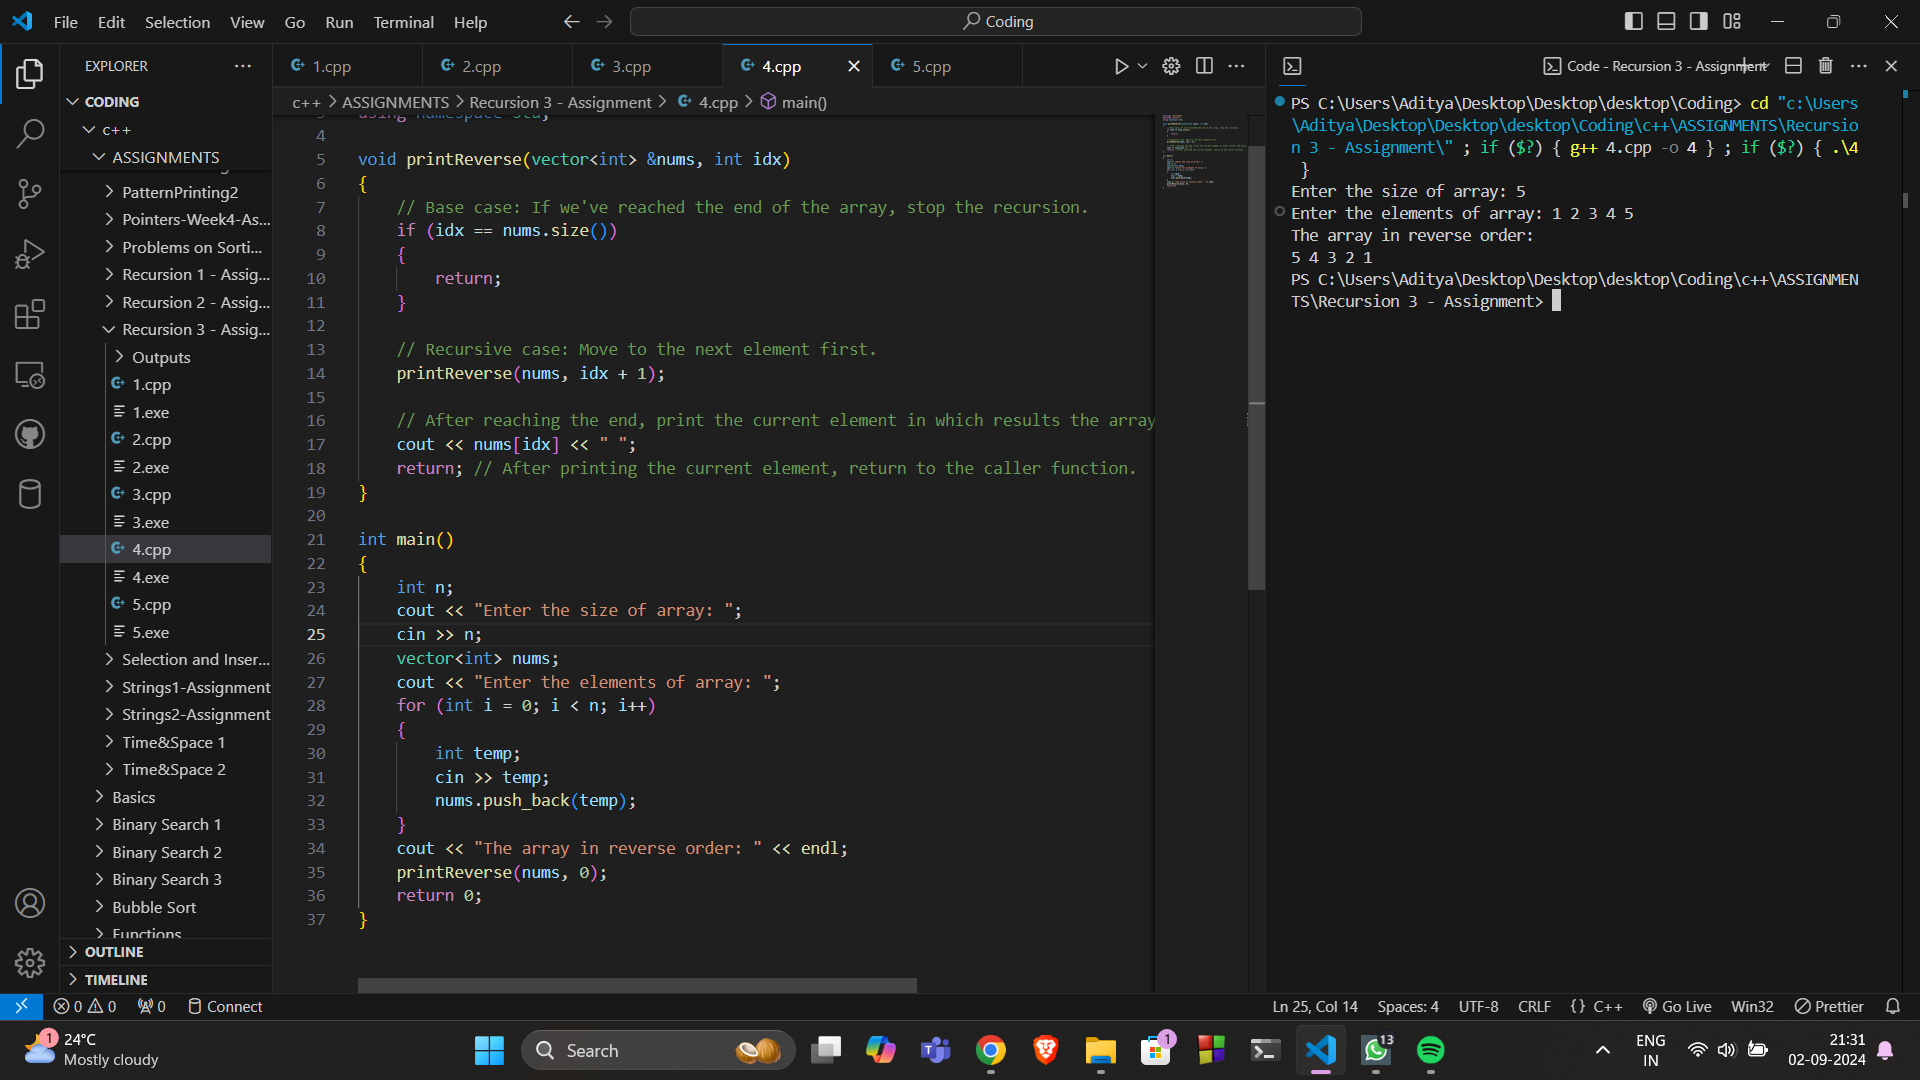 File Edit Selection View Go Run Terminal Help
Coding
EXPLORER
CODING
c++
ASSIGNMENTS
PatternPrinting2
Pointers-Week4-As...
Problems on Sorti...
Recursion 1 - Assig...
Recursion 2 - Assig...
Recursion 3 - Assig...
Outputs
1.cpp
1.exe
2.cpp
2.exe
3.cpp
3.exe
4.cpp
4.exe
5.cpp
5.exe
Selection and Inser...
Strings1-Assignment
Strings2-Assignment
Time&Space 1
Time&Space 2
Basics
Binary Search 1
Binary Search 2
Binary Search 3
Bubble Sort
Functions
OUTLINE
TIMELINE
1.cpp 2.cpp 3.cpp 4.cpp 5.cpp
c++ > ASSIGNMENTS > Recursion 3 - Assignment > 4.cpp > main()
3 using namespace std;
4
5 void printReverse(vector<int> &nums, int idx)
6 {
7 // Base case: If we've reached the end of the array, stop the recursion.
8 if (idx == nums.size())
9 {
10 return;
11 }
12
13 // Recursive case: Move to the next element first.
14 printReverse(nums, idx + 1);
15
16 // After reaching the end, print the current element in which results the array
17 cout << nums[idx] << " ";
18 return; // After printing the current element, return to the caller function.
19 }
20
21 int main()
22 {
23 int n;
24 cout << "Enter the size of array: ";
25 cin >> n;
26 vector<int> nums;
27 cout << "Enter the elements of array: ";
28 for (int i = 0; i < n; i++)
29 {
30 int temp;
31 cin >> temp;
32 nums.push_back(temp);
33 }
34 cout << "The array in reverse order: " << endl;
35 printReverse(nums, 0);
36 return 0;
37 }
Code - Recursion 3 - Assignment
PS C:\Users\Aditya\Desktop\Desktop\desktop\Coding> cd "c:\Users
\Aditya\Desktop\Desktop\desktop\Coding\c++\ASSIGNMENTS\Recursio
n 3 - Assignment\" ; if ($?) { g++ 4.cpp -o 4 } ; if ($?) { .\4
}
Enter the size of array: 5
Enter the elements of array: 1 2 3 4 5
The array in reverse order:
5 4 3 2 1
PS C:\Users\Aditya\Desktop\Desktop\desktop\Coding\c++\ASSIGNMEN
TS\Recursion 3 - Assignment>
0 0 0 Connect
Ln 25, Col 14 Spaces: 4 UTF-8 CRLF {} C++ Go Live Win32 Prettier
1
24°C
Mostly cloudy
Search
1
13
ENG
IN
21:31
02-09-2024